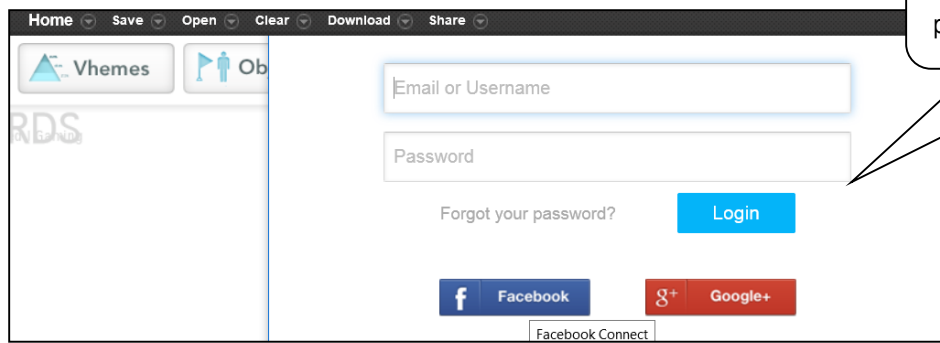 Home Save Open Clear Download Share
Vhemes Ob
Email or Username
RDS
Password
Forgot your password? Login
f Facebook g+ Google+
Facebook Connect